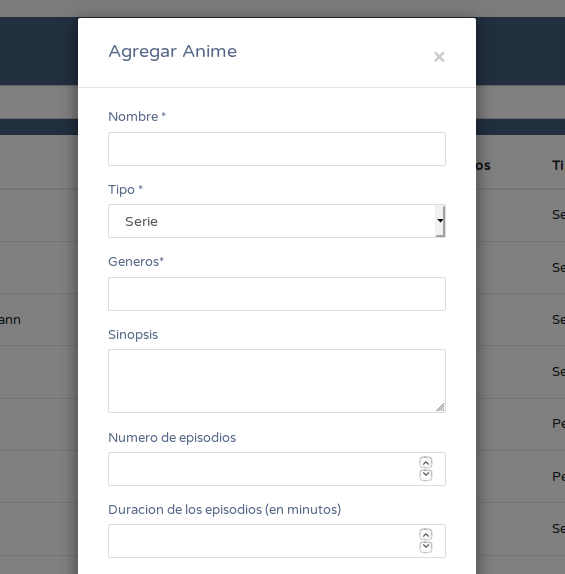 Agregar Anime
×
Nombre *
os
Ti
Tipo *
Serie
Se
Generos*
Se
ann
Se
Sinopsis
Se
Pe
Numero de episodios
Pe
Duracion de los episodios (en minutos)
Se